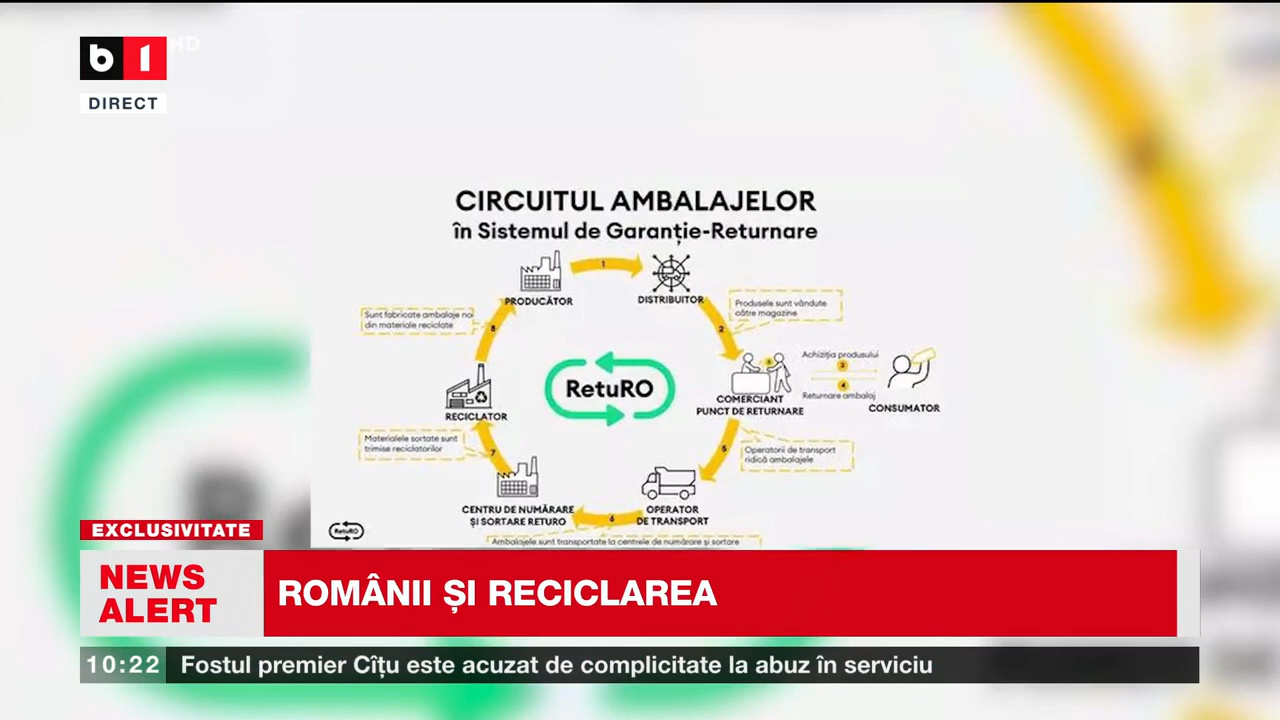 b1
HD
DIRECT
CIRCUITUL AMBALAJELOR
în Sistemul de Garanție-Returnare
1
PRODUCĂTOR
DISTRIBUITOR
Sunt fabricate ambalaje noi
din materiale reciclate
8
Produsele sunt vândute
către magazine
2
RetuRO
Achiziția produsului
3
4
Returnare ambalaj
COMERCIANT
PUNCT DE RETURNARE
CONSUMATOR
RECICLATOR
Materialele sortate sunt
trimise reciclatorilor
7
5
Operatorii de transport
ridică ambalajele
CENTRU DE NUMĂRARE
ȘI SORTARE RETURO
6
OPERATOR
DE TRANSPORT
RetuRO
Ambalajele sunt transportate la centrele de numărare și sortare
EXCLUSIVITATE
NEWS
ALERT
ROMÂNII ȘI RECICLAREA
10:22 Fostul premier Cîțu este acuzat de complicitate la abuz în serviciu